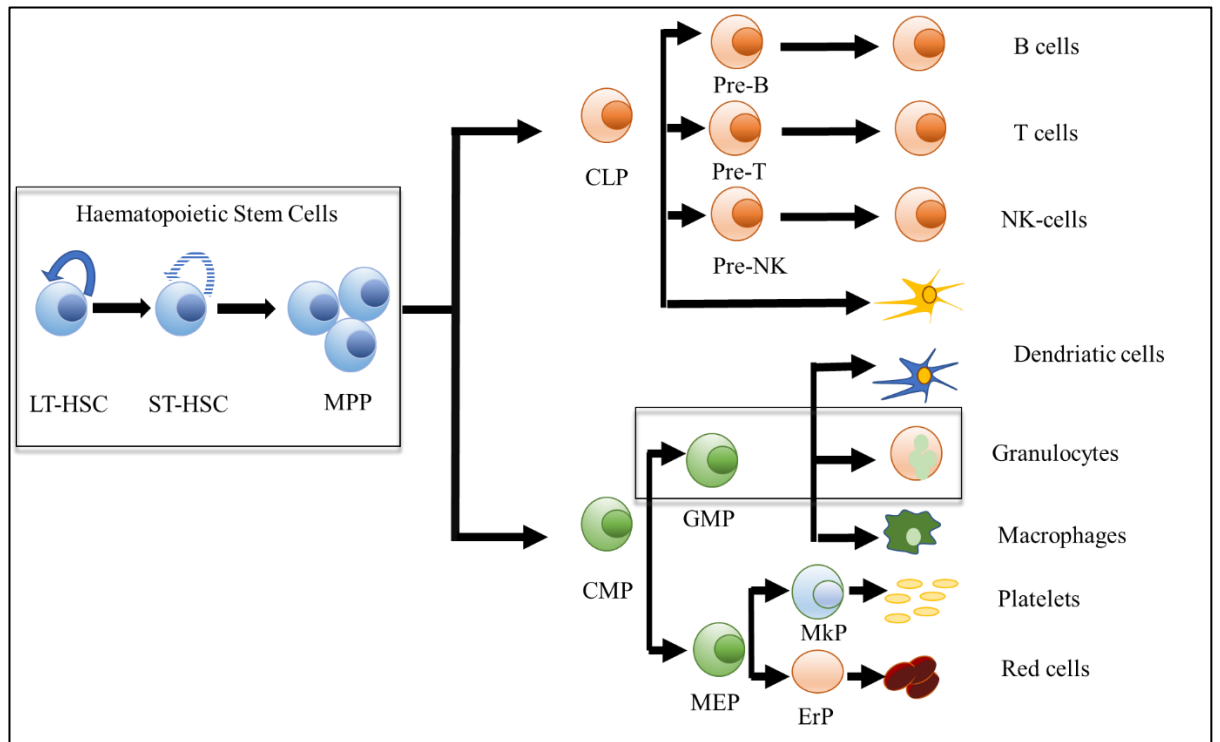 Haematopoietic Stem Cells
LT-HSC
ST-HSC
MPP
CLP
CMP
Pre-B
Pre-T
Pre-NK
GMP
MEP
MkP
ErP
B cells
T cells
NK-cells
Dendriatic cells
Granulocytes
Macrophages
Platelets
Red cells